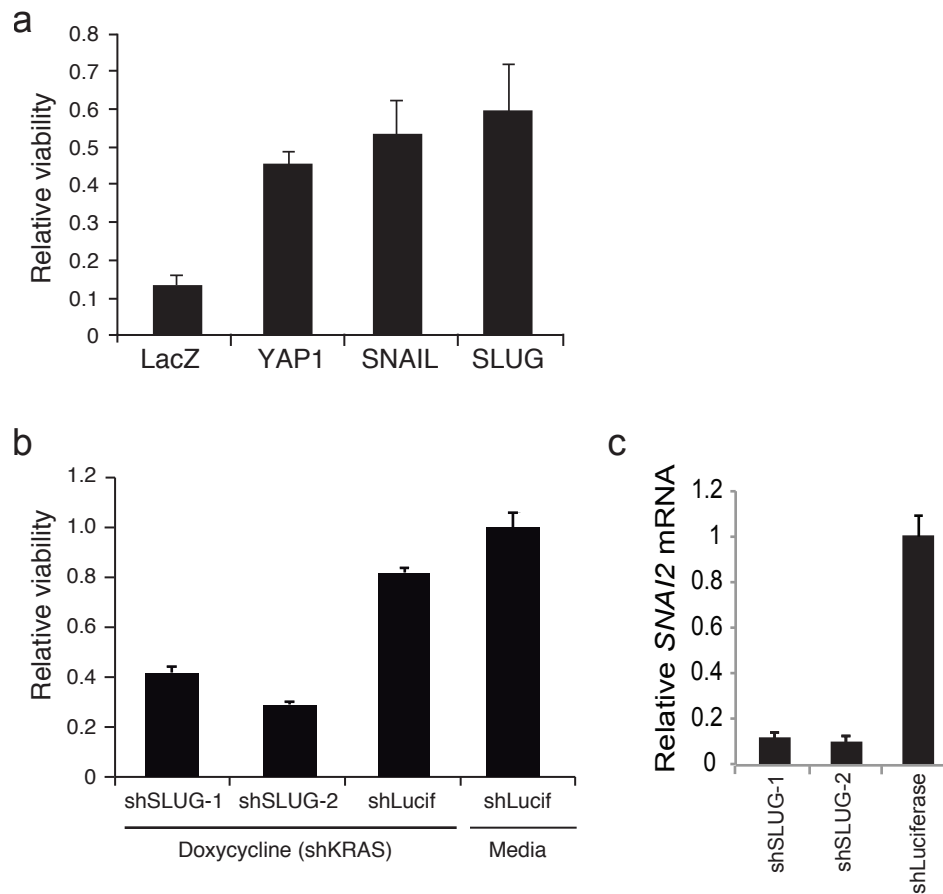 a
Relative viability
0.8
0.7
0.6
0.5
0.4
0.3
0.2
0.1
0
LacZ YAP1 SNAIL SLUG
b
Relative viability
1.2
1.0
0.8
0.6
0.4
0.2
0
shSLUG-1 shSLUG-2 shLucif shLucif
Doxycycline (shKRAS) Media
c
Relative SNAI2 mRNA
1.2
1
0.8
0.6
0.4
0.2
0
shSLUG-1
shSLUG-2
shLuciferase